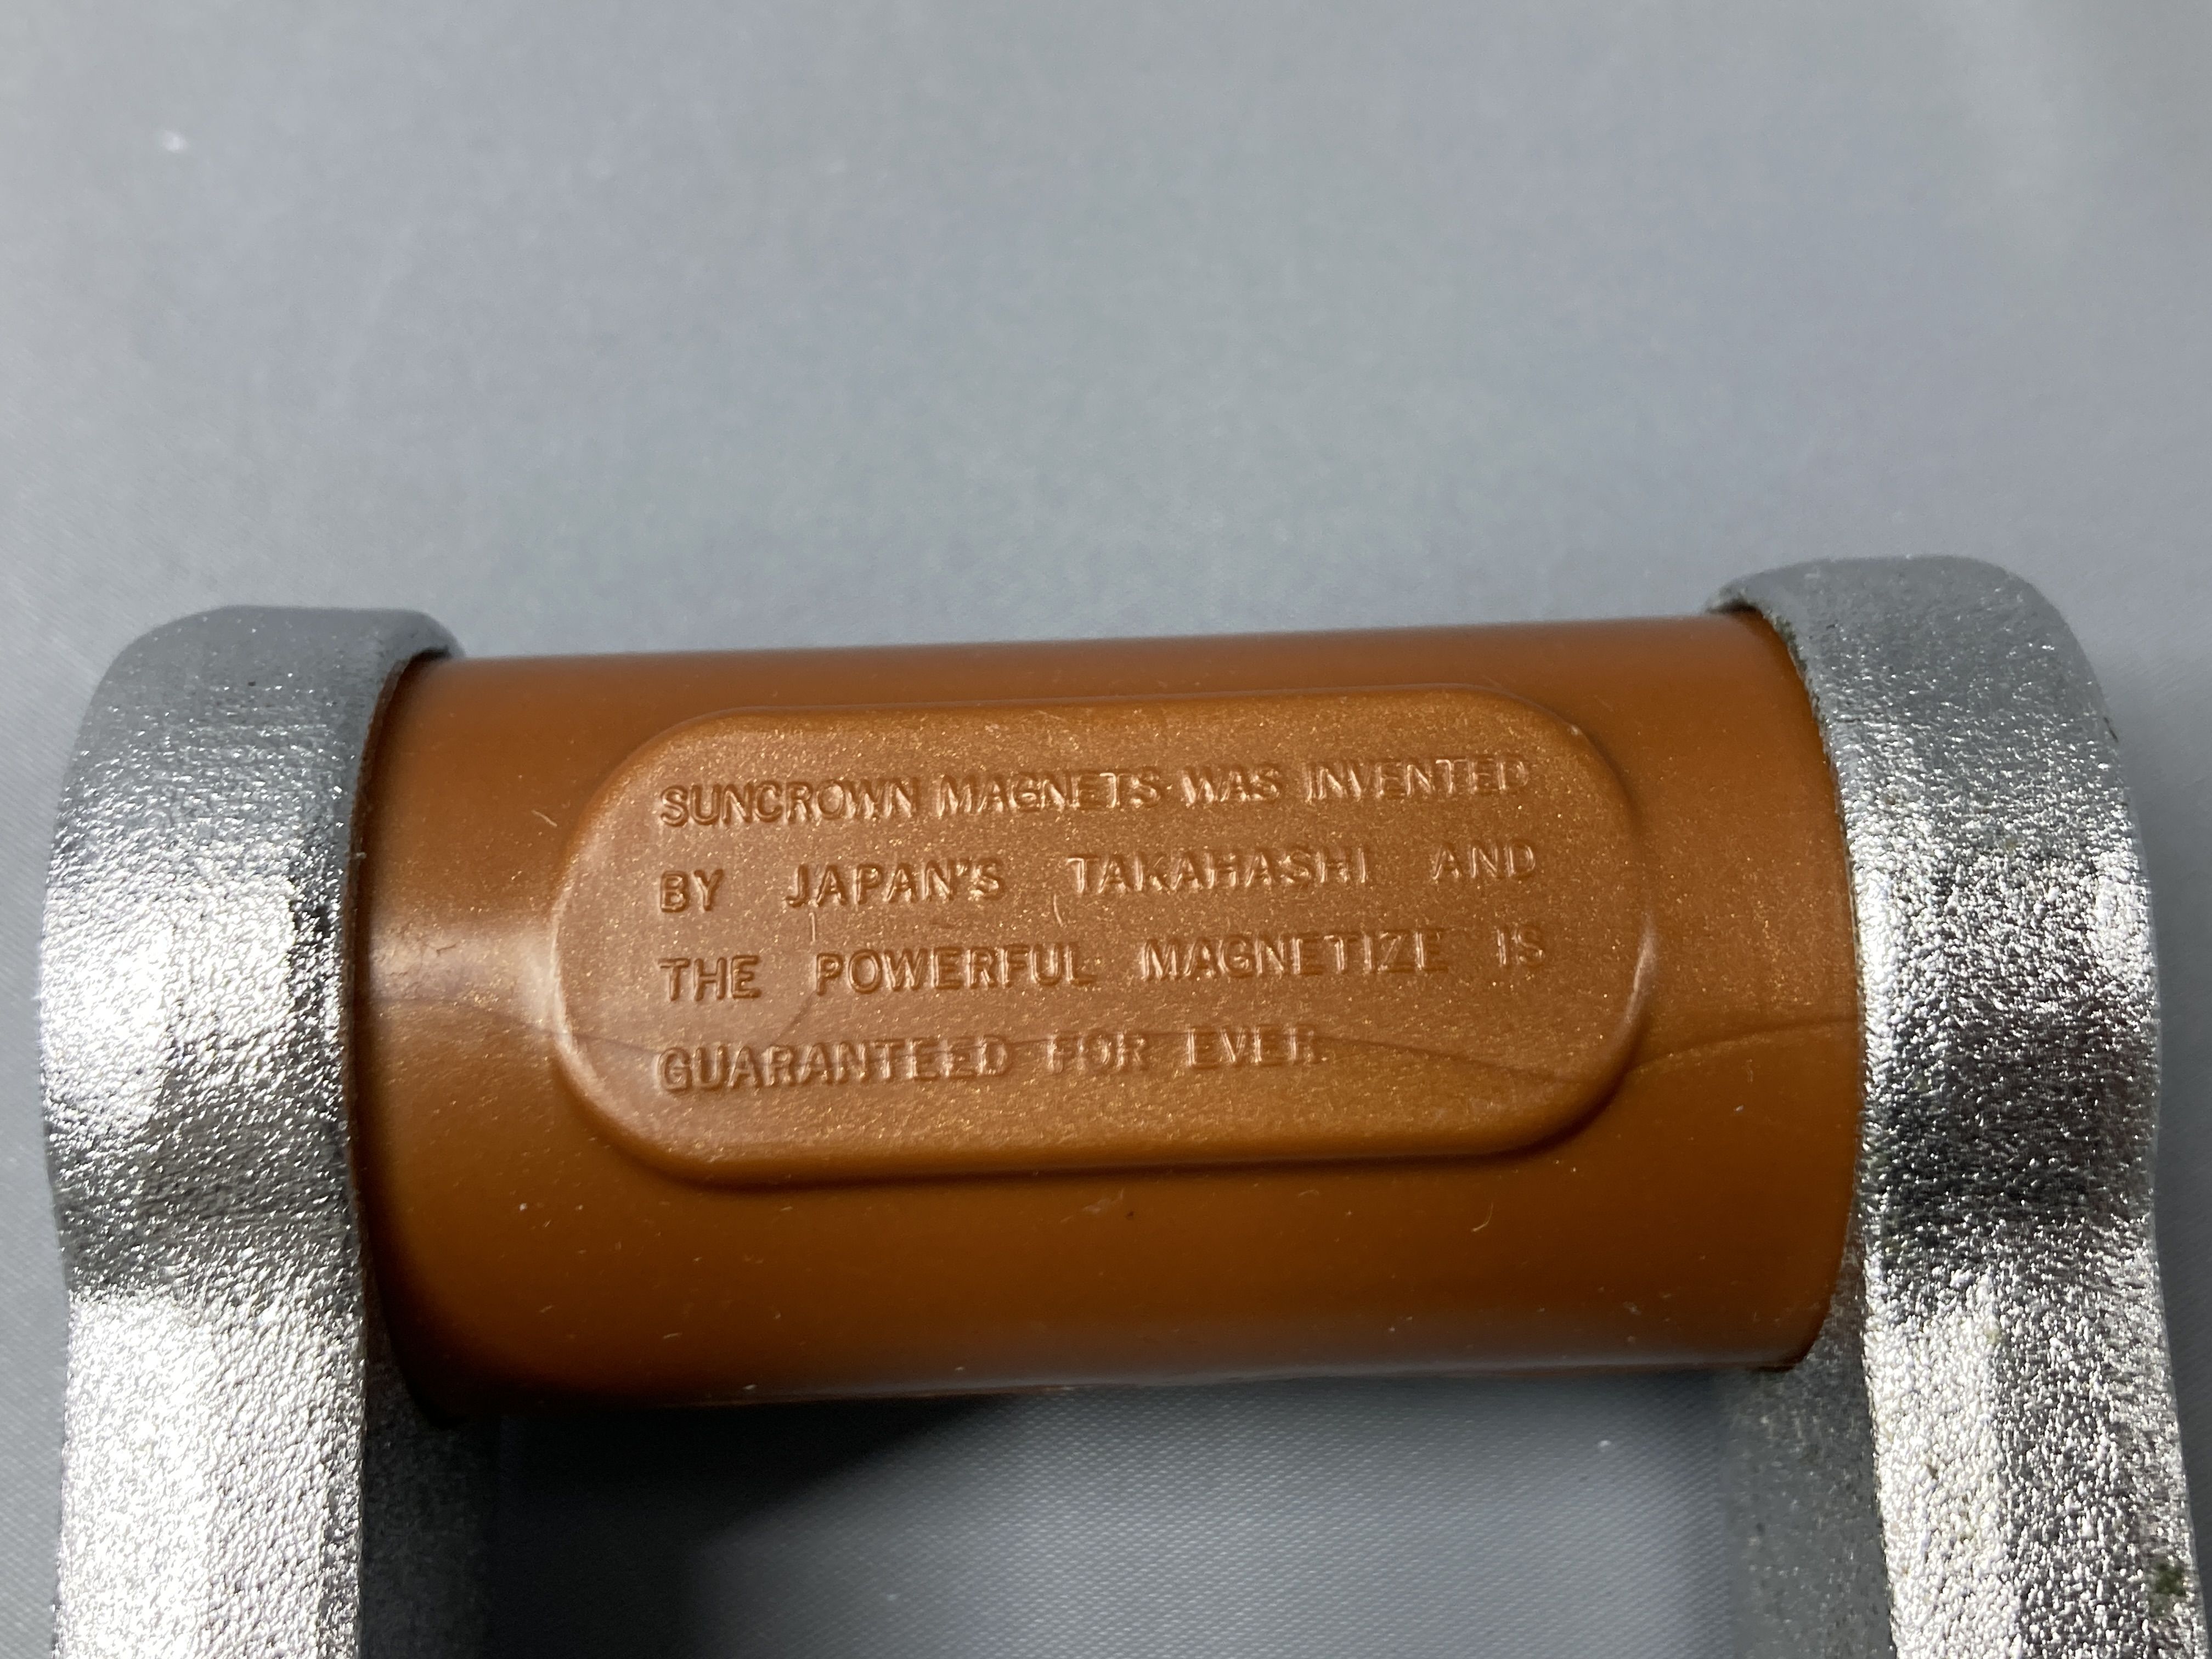 SUNCROWN MAGNETS WAS INVENTED
BY JAPAN'S TAKAHASHI AND
THE POWERFUL MAGNETIZE IS
GUARANTEED FOR EVER.